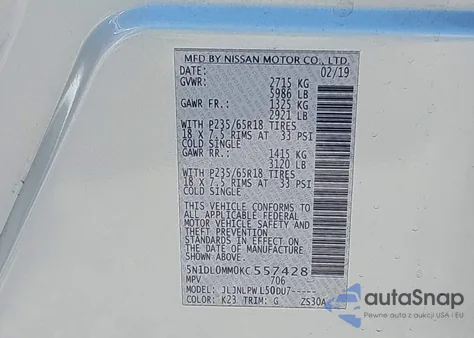 MFD BY NISSAN MOTOR CO., LTD.
DATE: 02/19
GVWR: 2715 KG
5986 LB
GAWR FR.: 1325 KG
2921 LB
WITH P235/65R18 TIRES
18 X 7.5 RIMS AT 33 PSI
COLD SINGLE
GAWR RR.: 1415 KG
3120 LB
WITH P235/65R18 TIRES
18 X 7.5 RIMS AT 33 PSI
COLD SINGLE
THIS VEHICLE CONFORMS TO
ALL APPLICABLE FEDERAL
MOTOR VEHICLE SAFETY AND
THEFT PREVENTION
STANDARDS IN EFFECT ON
THE DATE OF MANUFACTURE
SHOWN ABOVE.
5N1DL0MM0KC557428
MPV 706
MODEL: JLJNLPWL50DU7-----
COLOR: K23 TRIM: G ZS30A
autoSnap
Pewne auta z aukcji w USA i EU